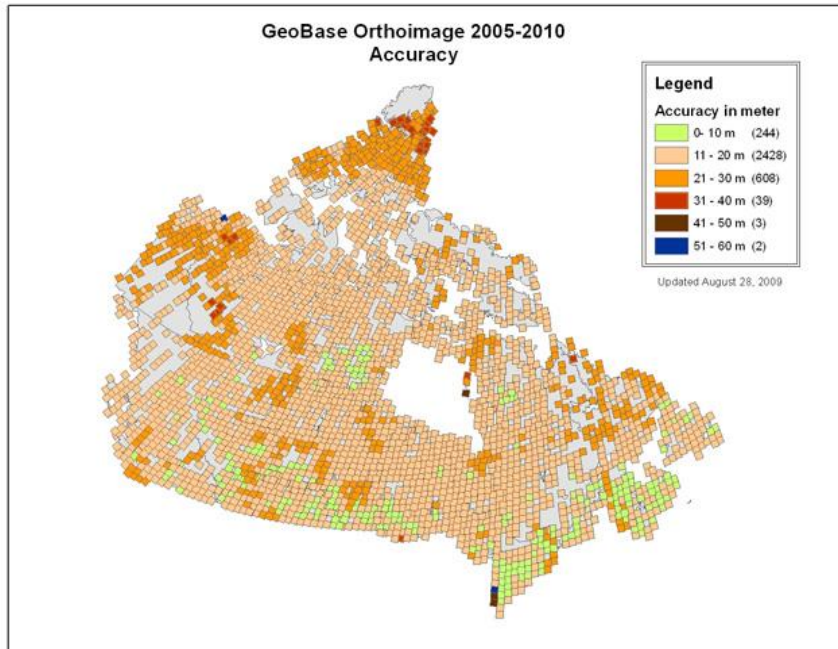 GeoBase Orthoimage 2005-2010
Accuracy
Legend
Accuracy in meter
0- 10 m (244)
11 - 20 m (2428)
21 - 30 m (608)
31 - 40 m (39)
41 - 50 m (3)
51 - 60 m (2)
Updated August 28, 2009